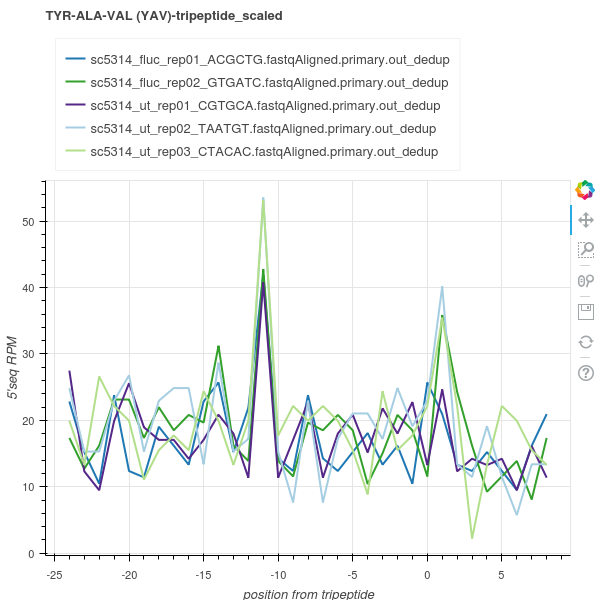 TYR-ALA-VAL (YAV)-tripeptide_scaled
sc5314_fluc_rep01_ACGCTG.fastqAligned.primary.out_dedup
sc5314_fluc_rep02_GTGATC.fastqAligned.primary.out_dedup
sc5314_ut_rep01_CGTGCA.fastqAligned.primary.out_dedup
sc5314_ut_rep02_TAATGT.fastqAligned.primary.out_dedup
sc5314_ut_rep03_CTACAC.fastqAligned.primary.out_dedup
50
40
30
20
10
0
5'seq RPM
-25 -20 -15 -10 -5 0 5
position from tripeptide